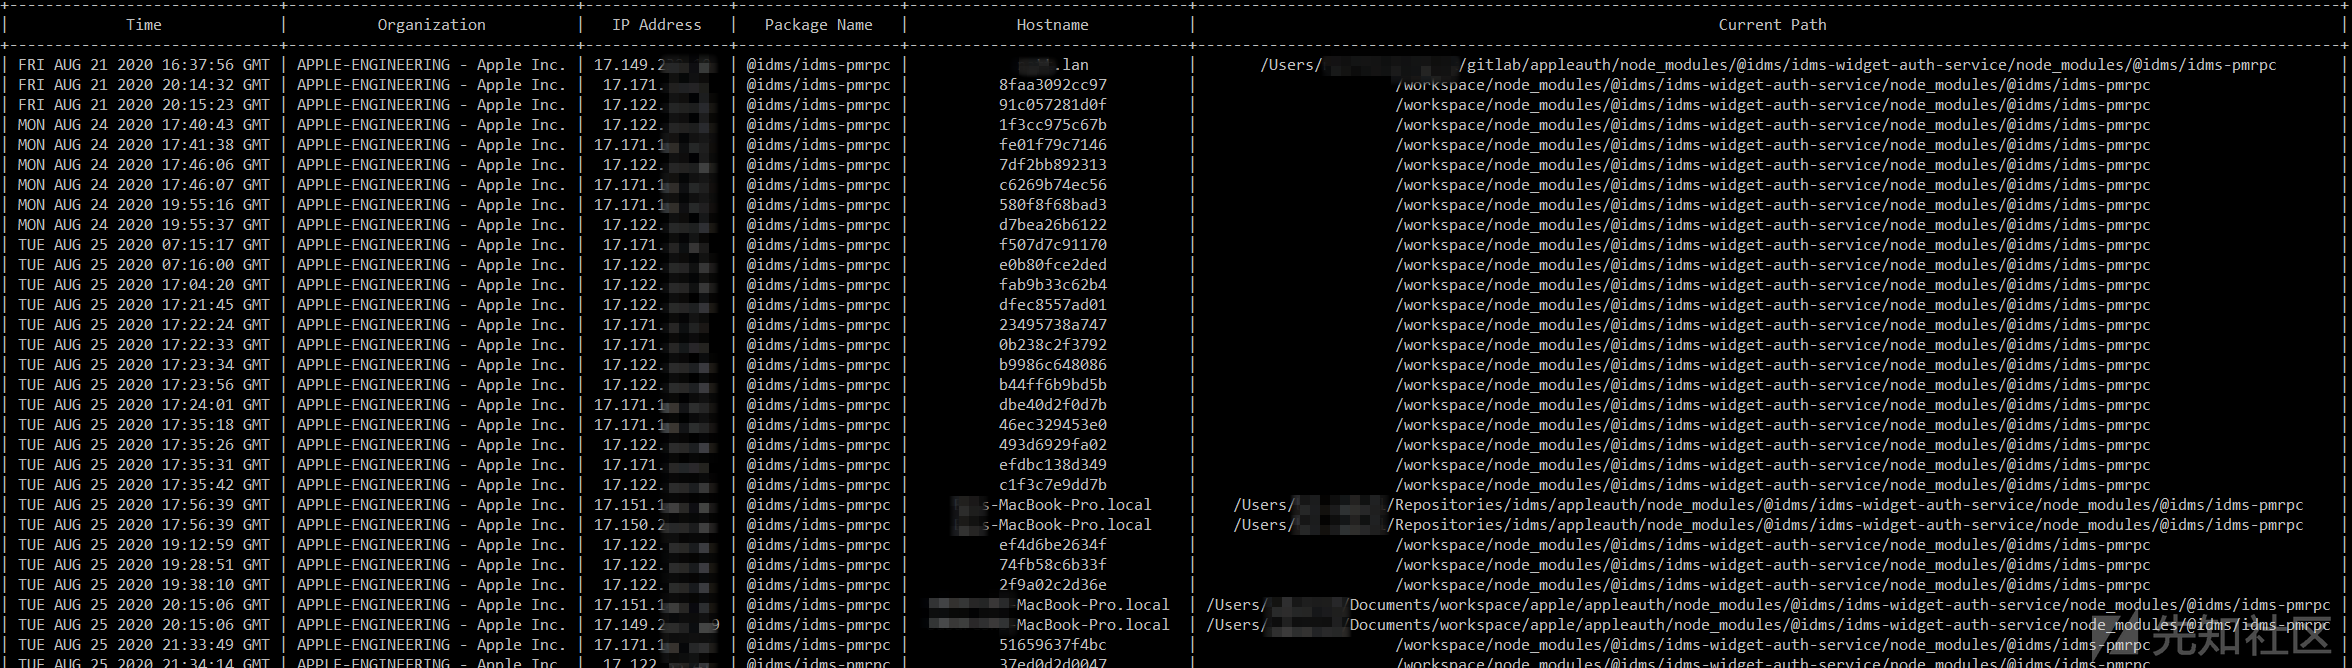 Time | Organization | IP Address | Package Name | Hostname | Current Path
FRI AUG 21 2020 16:37:56 GMT | APPLE-ENGINEERING - Apple Inc. | 17.149.2 | @idms/idms-pmrpc | .lan | /Users/ /gitlab/appleauth/node_modules/@idms/idms-widget-auth-service/node_modules/@idms/idms-pmrpc
FRI AUG 21 2020 20:14:32 GMT | APPLE-ENGINEERING - Apple Inc. | 17.171. | @idms/idms-pmrpc | 8faa3092cc97 | /workspace/node_modules/@idms/idms-widget-auth-service/node_modules/@idms/idms-pmrpc
FRI AUG 21 2020 20:15:23 GMT | APPLE-ENGINEERING - Apple Inc. | 17.122. | @idms/idms-pmrpc | 91c057281d0f | /workspace/node_modules/@idms/idms-widget-auth-service/node_modules/@idms/idms-pmrpc
MON AUG 24 2020 17:40:43 GMT | APPLE-ENGINEERING - Apple Inc. | 17.122. | @idms/idms-pmrpc | 1f3cc975c67b | /workspace/node_modules/@idms/idms-widget-auth-service/node_modules/@idms/idms-pmrpc
MON AUG 24 2020 17:41:38 GMT | APPLE-ENGINEERING - Apple Inc. | 17.171.1 | @idms/idms-pmrpc | fe01f79c7146 | /workspace/node_modules/@idms/idms-widget-auth-service/node_modules/@idms/idms-pmrpc
MON AUG 24 2020 17:46:06 GMT | APPLE-ENGINEERING - Apple Inc. | 17.122. | @idms/idms-pmrpc | 7df2bb892313 | /workspace/node_modules/@idms/idms-widget-auth-service/node_modules/@idms/idms-pmrpc
MON AUG 24 2020 17:46:07 GMT | APPLE-ENGINEERING - Apple Inc. | 17.171.1 | @idms/idms-pmrpc | c6269b74ec56 | /workspace/node_modules/@idms/idms-widget-auth-service/node_modules/@idms/idms-pmrpc
MON AUG 24 2020 19:55:16 GMT | APPLE-ENGINEERING - Apple Inc. | 17.171.1 | @idms/idms-pmrpc | 580f8f68bad3 | /workspace/node_modules/@idms/idms-widget-auth-service/node_modules/@idms/idms-pmrpc
MON AUG 24 2020 19:55:37 GMT | APPLE-ENGINEERING - Apple Inc. | 17.122. | @idms/idms-pmrpc | d7bea26b6122 | /workspace/node_modules/@idms/idms-widget-auth-service/node_modules/@idms/idms-pmrpc
TUE AUG 25 2020 07:15:17 GMT | APPLE-ENGINEERING - Apple Inc. | 17.171. | @idms/idms-pmrpc | f507d7c91170 | /workspace/node_modules/@idms/idms-widget-auth-service/node_modules/@idms/idms-pmrpc
TUE AUG 25 2020 07:16:00 GMT | APPLE-ENGINEERING - Apple Inc. | 17.122. | @idms/idms-pmrpc | e0b80fce2ded | /workspace/node_modules/@idms/idms-widget-auth-service/node_modules/@idms/idms-pmrpc
TUE AUG 25 2020 17:04:20 GMT | APPLE-ENGINEERING - Apple Inc. | 17.122. | @idms/idms-pmrpc | fab9b33c62b4 | /workspace/node_modules/@idms/idms-widget-auth-service/node_modules/@idms/idms-pmrpc
TUE AUG 25 2020 17:21:45 GMT | APPLE-ENGINEERING - Apple Inc. | 17.122. | @idms/idms-pmrpc | dfec8557ad01 | /workspace/node_modules/@idms/idms-widget-auth-service/node_modules/@idms/idms-pmrpc
TUE AUG 25 2020 17:22:24 GMT | APPLE-ENGINEERING - Apple Inc. | 17.171. | @idms/idms-pmrpc | 23495738a747 | /workspace/node_modules/@idms/idms-widget-auth-service/node_modules/@idms/idms-pmrpc
TUE AUG 25 2020 17:22:33 GMT | APPLE-ENGINEERING - Apple Inc. | 17.171. | @idms/idms-pmrpc | 0b238c2f3792 | /workspace/node_modules/@idms/idms-widget-auth-service/node_modules/@idms/idms-pmrpc
TUE AUG 25 2020 17:23:34 GMT | APPLE-ENGINEERING - Apple Inc. | 17.122. | @idms/idms-pmrpc | b9986c648086 | /workspace/node_modules/@idms/idms-widget-auth-service/node_modules/@idms/idms-pmrpc
TUE AUG 25 2020 17:23:56 GMT | APPLE-ENGINEERING - Apple Inc. | 17.122. | @idms/idms-pmrpc | b44ff6b9bd5b | /workspace/node_modules/@idms/idms-widget-auth-service/node_modules/@idms/idms-pmrpc
TUE AUG 25 2020 17:24:01 GMT | APPLE-ENGINEERING - Apple Inc. | 17.171.1 | @idms/idms-pmrpc | dbe40d2f0d7b | /workspace/node_modules/@idms/idms-widget-auth-service/node_modules/@idms/idms-pmrpc
TUE AUG 25 2020 17:35:18 GMT | APPLE-ENGINEERING - Apple Inc. | 17.171.1 | @idms/idms-pmrpc | 46ec329453e0 | /workspace/node_modules/@idms/idms-widget-auth-service/node_modules/@idms/idms-pmrpc
TUE AUG 25 2020 17:35:26 GMT | APPLE-ENGINEERING - Apple Inc. | 17.122. | @idms/idms-pmrpc | 493d6929fa02 | /workspace/node_modules/@idms/idms-widget-auth-service/node_modules/@idms/idms-pmrpc
TUE AUG 25 2020 17:35:31 GMT | APPLE-ENGINEERING - Apple Inc. | 17.171. | @idms/idms-pmrpc | efdbc138d349 | /workspace/node_modules/@idms/idms-widget-auth-service/node_modules/@idms/idms-pmrpc
TUE AUG 25 2020 17:35:42 GMT | APPLE-ENGINEERING - Apple Inc. | 17.122. | @idms/idms-pmrpc | c1f3c7e9dd7b | /workspace/node_modules/@idms/idms-widget-auth-service/node_modules/@idms/idms-pmrpc
TUE AUG 25 2020 17:56:39 GMT | APPLE-ENGINEERING - Apple Inc. | 17.151.1 | @idms/idms-pmrpc | s-MacBook-Pro.local | /Users/ /Repositories/idms/appleauth/node_modules/@idms/idms-widget-auth-service/node_modules/@idms/idms-pmrpc
TUE AUG 25 2020 17:56:39 GMT | APPLE-ENGINEERING - Apple Inc. | 17.150.2 | @idms/idms-pmrpc | s-MacBook-Pro.local | /Users/ /Repositories/idms/appleauth/node_modules/@idms/idms-widget-auth-service/node_modules/@idms/idms-pmrpc
TUE AUG 25 2020 19:12:59 GMT | APPLE-ENGINEERING - Apple Inc. | 17.122. | @idms/idms-pmrpc | ef4d6be2634f | /workspace/node_modules/@idms/idms-widget-auth-service/node_modules/@idms/idms-pmrpc
TUE AUG 25 2020 19:28:51 GMT | APPLE-ENGINEERING - Apple Inc. | 17.122. | @idms/idms-pmrpc | 74fb58c6b33f | /workspace/node_modules/@idms/idms-widget-auth-service/node_modules/@idms/idms-pmrpc
TUE AUG 25 2020 19:38:10 GMT | APPLE-ENGINEERING - Apple Inc. | 17.122. | @idms/idms-pmrpc | 2f9a02c2d36e | /workspace/node_modules/@idms/idms-widget-auth-service/node_modules/@idms/idms-pmrpc
TUE AUG 25 2020 20:15:06 GMT | APPLE-ENGINEERING - Apple Inc. | 17.151.1 | @idms/idms-pmrpc | -MacBook-Pro.local | /Users/ /Documents/workspace/apple/appleauth/node_modules/@idms/idms-widget-auth-service/node_modules/@idms/idms-pmrpc
TUE AUG 25 2020 20:15:06 GMT | APPLE-ENGINEERING - Apple Inc. | 17.149.2 9 | @idms/idms-pmrpc | -MacBook-Pro.local | /Users/ /Documents/workspace/apple/appleauth/node_modules/@idms/idms-widget-auth-service/node_modules/@idms/idms-pmrpc
TUE AUG 25 2020 21:33:49 GMT | APPLE-ENGINEERING - Apple Inc. | 17.171.1 | @idms/idms-pmrpc | 51659637f4bc | /workspace/node_modules/@idms/idms-widget-auth-service/node_modules/@idms/idms-pmrpc
TUE AUG 25 2020 21:34:14 GMT | APPLE-ENGINEERING - Apple Inc. | 17.122. | @idms/idms-pmrpc | 37ed0d2d0047 | /workspace/node_modules/@idms/idms-widget-auth-service/node_modules/@idms/idms-pmrpc
先知社区